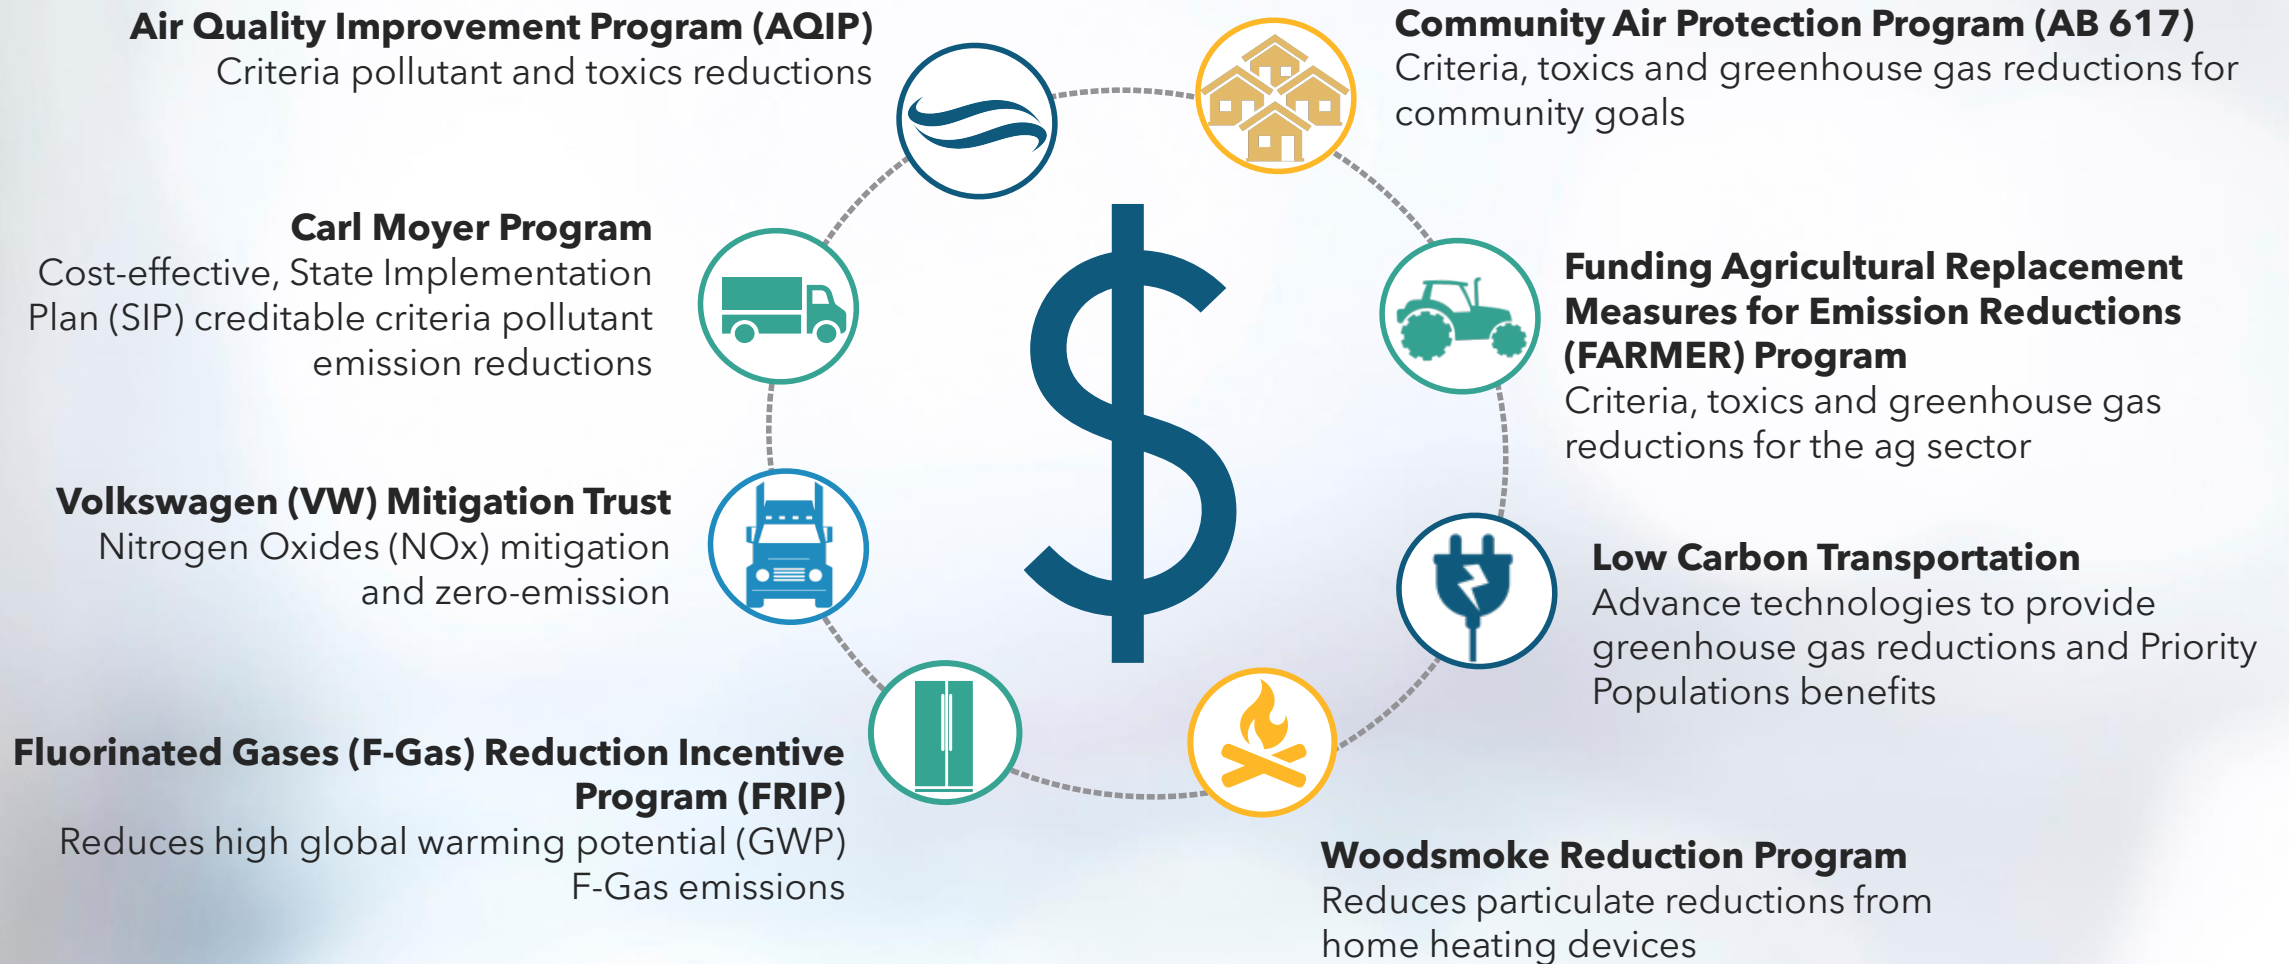 Air Quality Improvement Program (AQIP)
Criteria pollutant and toxics reductions
Community Air Protection Program (AB 617)
Criteria, toxics and greenhouse gas reductions for
community goals
Carl Moyer Program
Cost-effective, State Implementation
Plan (SIP) creditable criteria pollutant
emission reductions
Funding Agricultural Replacement
Measures for Emission Reductions
(FARMER) Program
Criteria, toxics and greenhouse gas
reductions for the ag sector
Volkswagen (VW) Mitigation Trust
Nitrogen Oxides (NOx) mitigation
and zero-emission
Low Carbon Transportation
Advance technologies to provide
greenhouse gas reductions and Priority
Populations benefits
Fluorinated Gases (F-Gas) Reduction Incentive
Program (FRIP)
Reduces high global warming potential (GWP)
F-Gas emissions
Woodsmoke Reduction Program
Reduces particulate reductions from
home heating devices
$